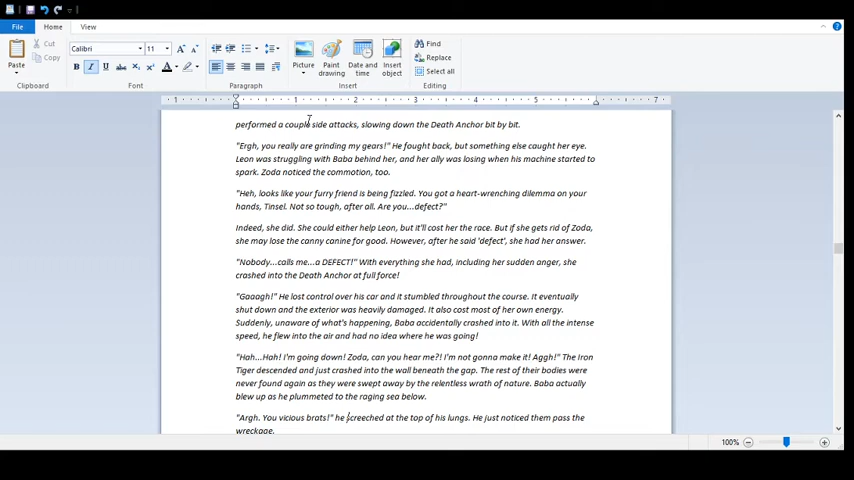 File Home View
Cut Calibri 11 Find
Copy Replace
Paste Picture Paint drawing Date and time Insert object Select all
Clipboard Font Paragraph Insert Editing
1 1 2 3 4 5 7
performed a couple side attacks, slowing down the Death Anchor bit by bit.
"Ergh, you really are grinding my gears!" He fought back, but something else caught her eye.
Leon was struggling with Baba behind her, and her ally was losing when his machine started to
spark. Zoda noticed the commotion, too.
"Heh, looks like your furry friend is being fizzled. You got a heart-wrenching dilemma on your
hands, Tinsel. Not so tough, after all. Are you...defect?"
Indeed, she did. She could either help Leon, but it'll cost her the race. But if she gets rid of Zoda,
she may lose the canny canine for good. However, after he said 'defect', she had her answer.
"Nobody...calls me...a DEFECT!" With everything she had, including her sudden anger, she
crashed into the Death Anchor at full force!
"Gaaagh!" He lost control over his car and it stumbled throughout the course. It eventually
shut down and the exterior was heavily damaged. It also cost most of her own energy.
Suddenly, unaware of what's happening, Baba accidentally crashed into it. With all the intense
speed, he flew into the air and had no idea where he was going!
"Hah...Hah! I'm going down! Zoda, can you hear me?! I'm not gonna make it! Aggh!" The Iron
Tiger descended and just crashed into the wall beneath the gap. The rest of their bodies were
never found again as they were swept away by the relentless wrath of nature. Baba actually
blew up as he plummeted to the raging sea below.
"Argh. You vicious brats!" he screeched at the top of his lungs. He just noticed them pass the
wreckage.
100%